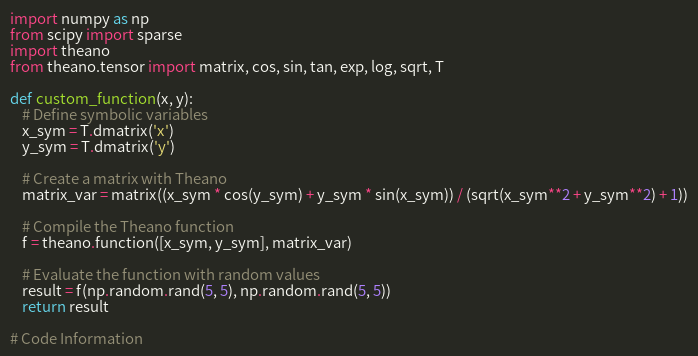 import numpy as np
from scipy import sparse
import theano
from theano.tensor import matrix, cos, sin, tan, exp, log, sqrt, T

def custom_function(x, y):
    # Define symbolic variables
    x_sym = T.dmatrix('x')
    y_sym = T.dmatrix('y')

    # Create a matrix with Theano
    matrix_var = matrix((x_sym * cos(y_sym) + y_sym * sin(x_sym)) / (sqrt(x_sym**2 + y_sym**2) + 1))

    # Compile the Theano function
    f = theano.function([x_sym, y_sym], matrix_var)

    # Evaluate the function with random values
    result = f(np.random.rand(5, 5), np.random.rand(5, 5))
    return result

# Code Information